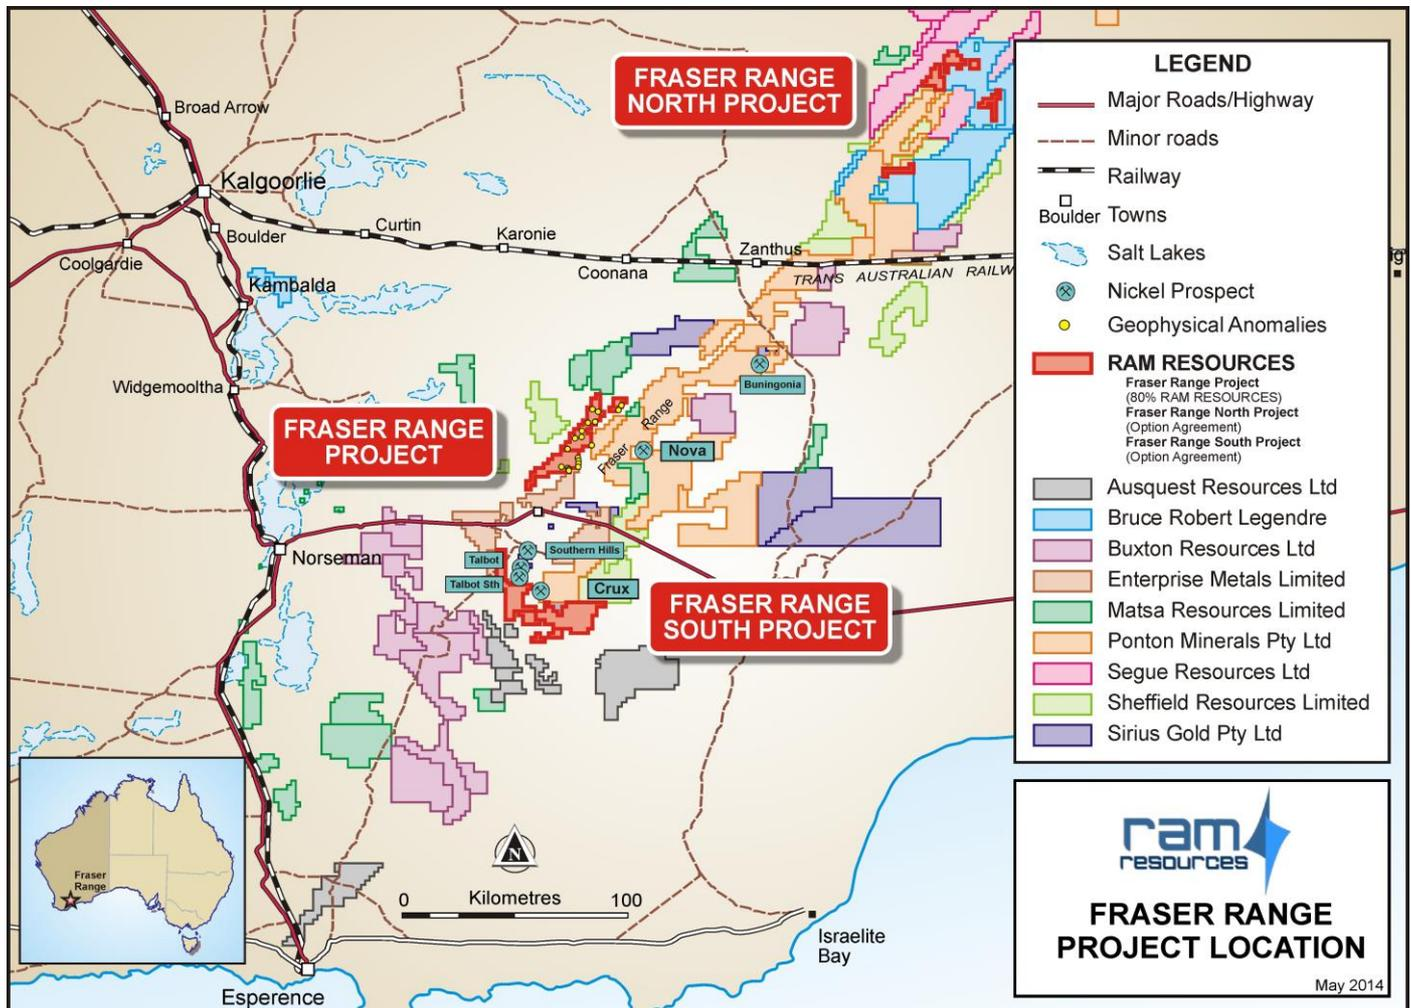 FRASER RANGE
NORTH PROJECT
Broad Arrow
Kalgoorlie
Boulder
Curtin
Karonie
Coonana
Zanthus
TRANS AUSTRALIAN RAILW
Coolgardie
Kambalda
Widgemooltha
Buningonia
FRASER RANGE
PROJECT
Fraser Range
Nova
Norseman
Talbot
Southern Hills
Talbot Sth
Crux
FRASER RANGE
SOUTH PROJECT
N
0 Kilometres 100
Fraser
Range
Esperence
Israelite
Bay
LEGEND
Major Roads/Highway
Minor roads
Railway
Boulder Towns
Salt Lakes
Nickel Prospect
Geophysical Anomalies
RAM RESOURCES
Fraser Range Project
(80% RAM RESOURCES)
Fraser Range North Project
(Option Agreement)
Fraser Range South Project
(Option Agreement)
Ausquest Resources Ltd
Bruce Robert Legendre
Buxton Resources Ltd
Enterprise Metals Limited
Matsa Resources Limited
Ponton Minerals Pty Ltd
Segue Resources Ltd
Sheffield Resources Limited
Sirius Gold Pty Ltd
ram
resources
FRASER RANGE
PROJECT LOCATION
May 2014